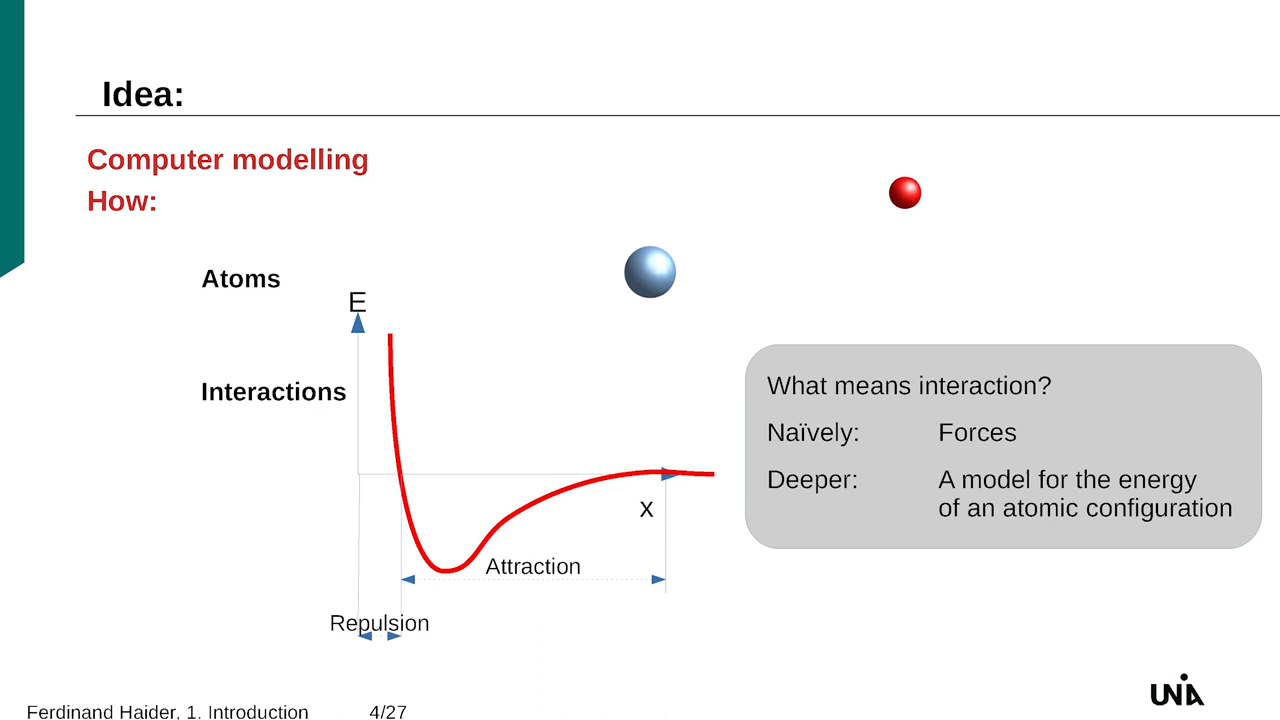 Idea:
Computer modelling
How:
Atoms
E
Interactions
What means interaction?
Naïvely: Forces
Deeper: A model for the energy
of an atomic configuration
x
Attraction
Repulsion
Ferdinand Haider, 1. Introduction 4/27
UNIA